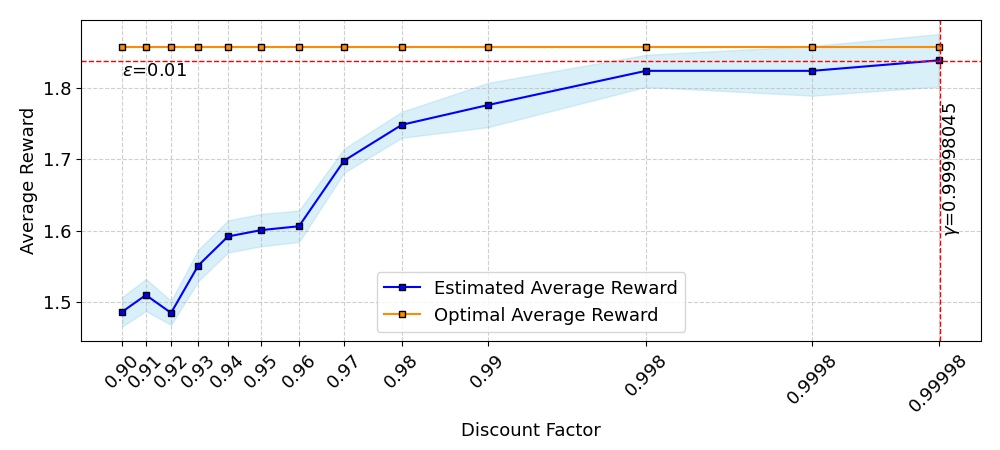 ε=0.01
1.8
1.7
1.6
1.5
Average Reward
γ=0.99998045
Estimated Average Reward
Optimal Average Reward
0.90
0.91
0.92
0.93
0.94
0.95
0.96
0.97
0.98
0.99
0.998
0.9998
0.99998
Discount Factor